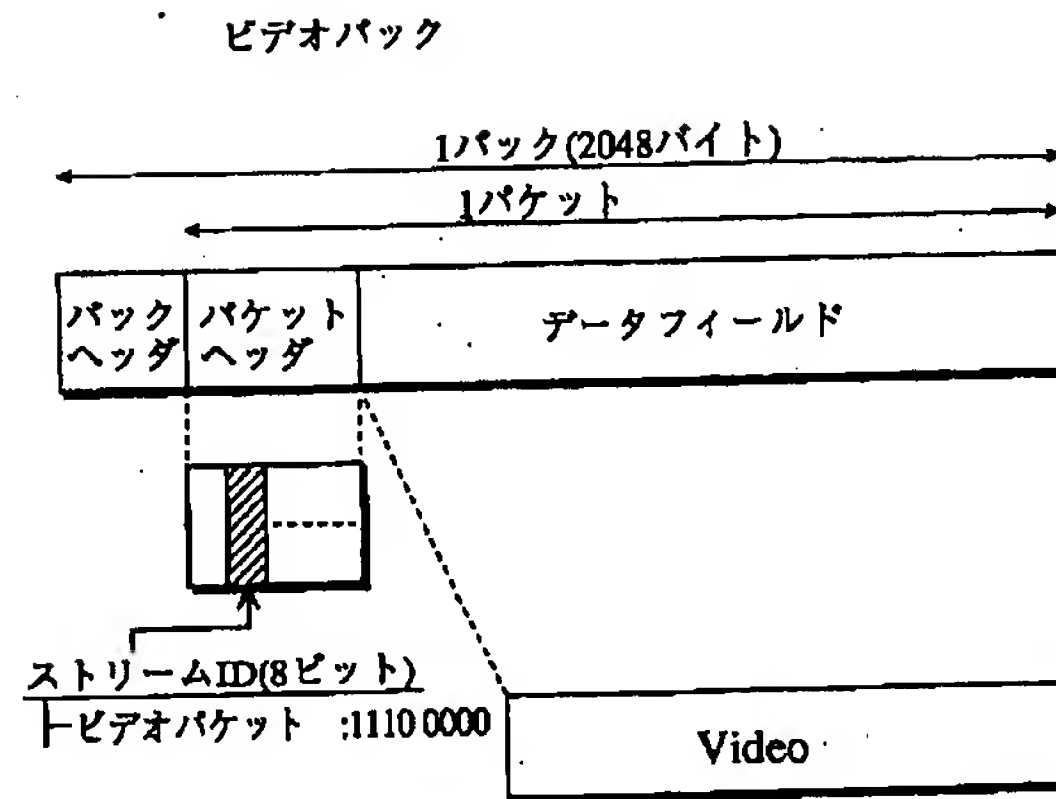 ビデオパック
1パック(2048バイト)
1パケット
パック
ヘッダ
パケット
ヘッダ
データフィールド
ストリームID(8ビット)
ビデオパケット :1110 0000
Video